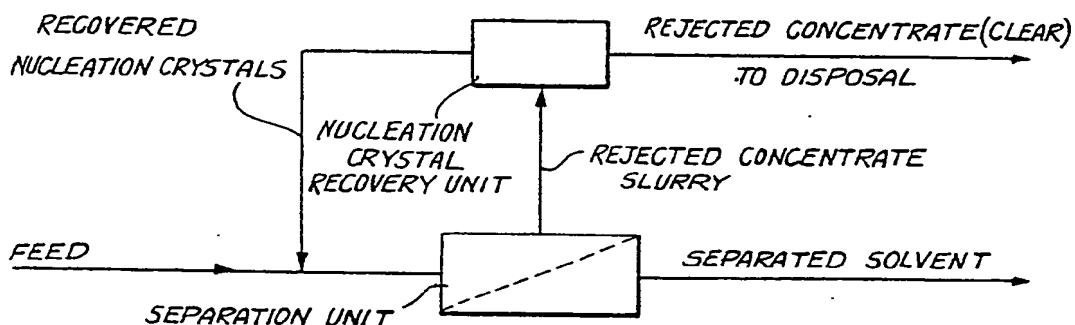 RECOVERED
NUCLEATION CRYSTALS
REJECTED CONCENTRATE (CLEAR)
TO DISPOSAL
NUCLEATION
CRYSTAL
RECOVERY UNIT
REJECTED CONCENTRATE
SLURRY
FEED
SEPARATED SOLVENT
SEPARATION UNIT